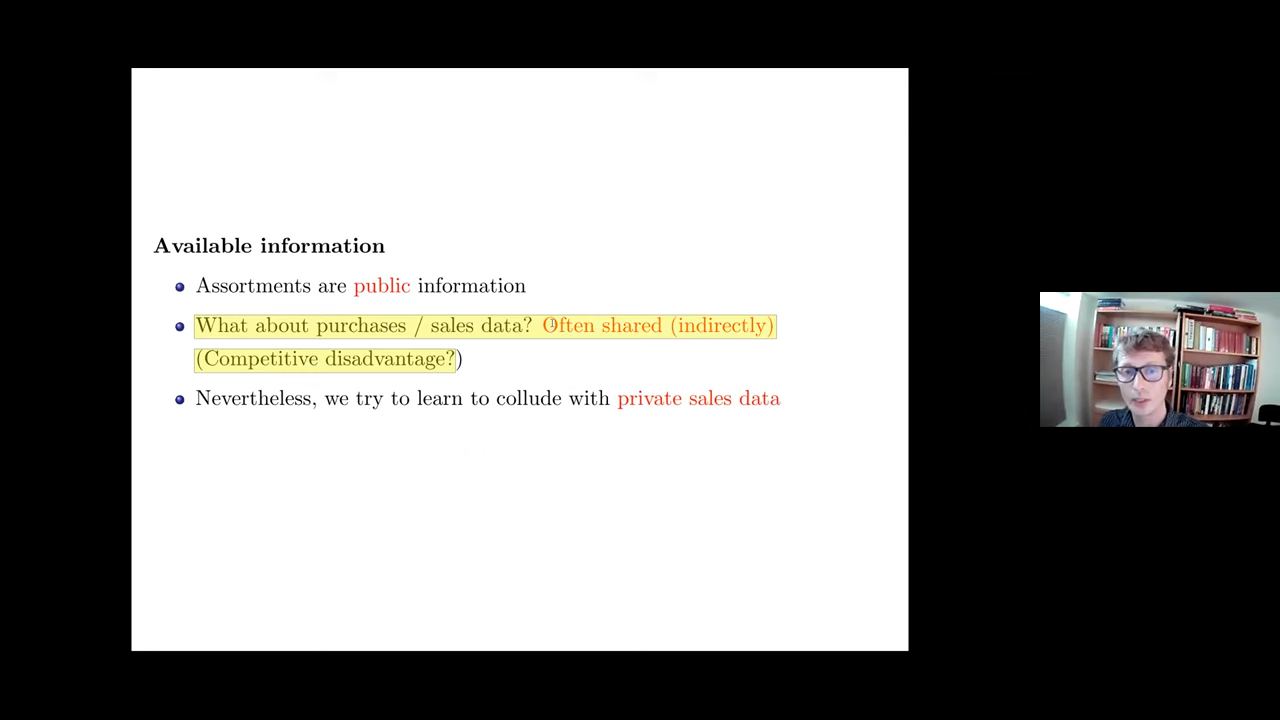 Available information
Assortments are public information
What about purchases / sales data? Often shared (indirectly)
(Competitive disadvantage?)
Nevertheless, we try to learn to collude with private sales data